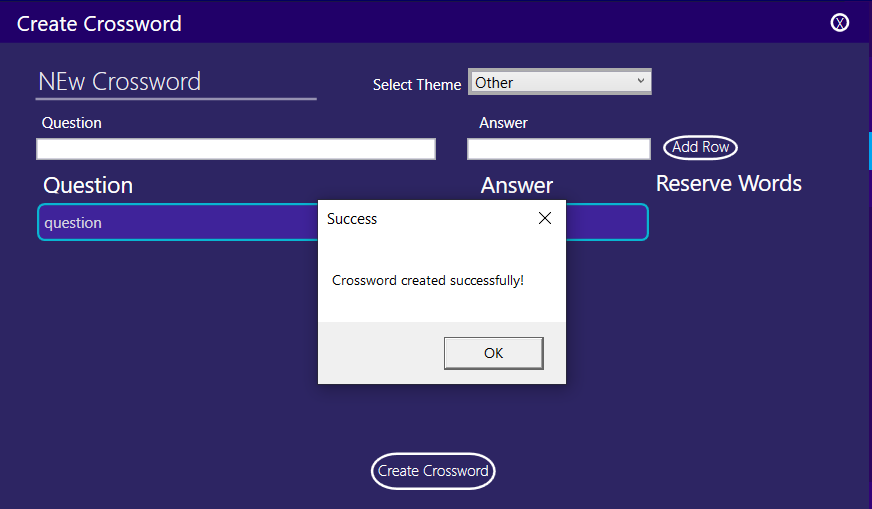 Create Crossword
X
NEw Crossword
Select Theme Other
Question Answer
Add Row
Question Answer Reserve Words
question
Success
Crossword created successfully!
OK
Create Crossword